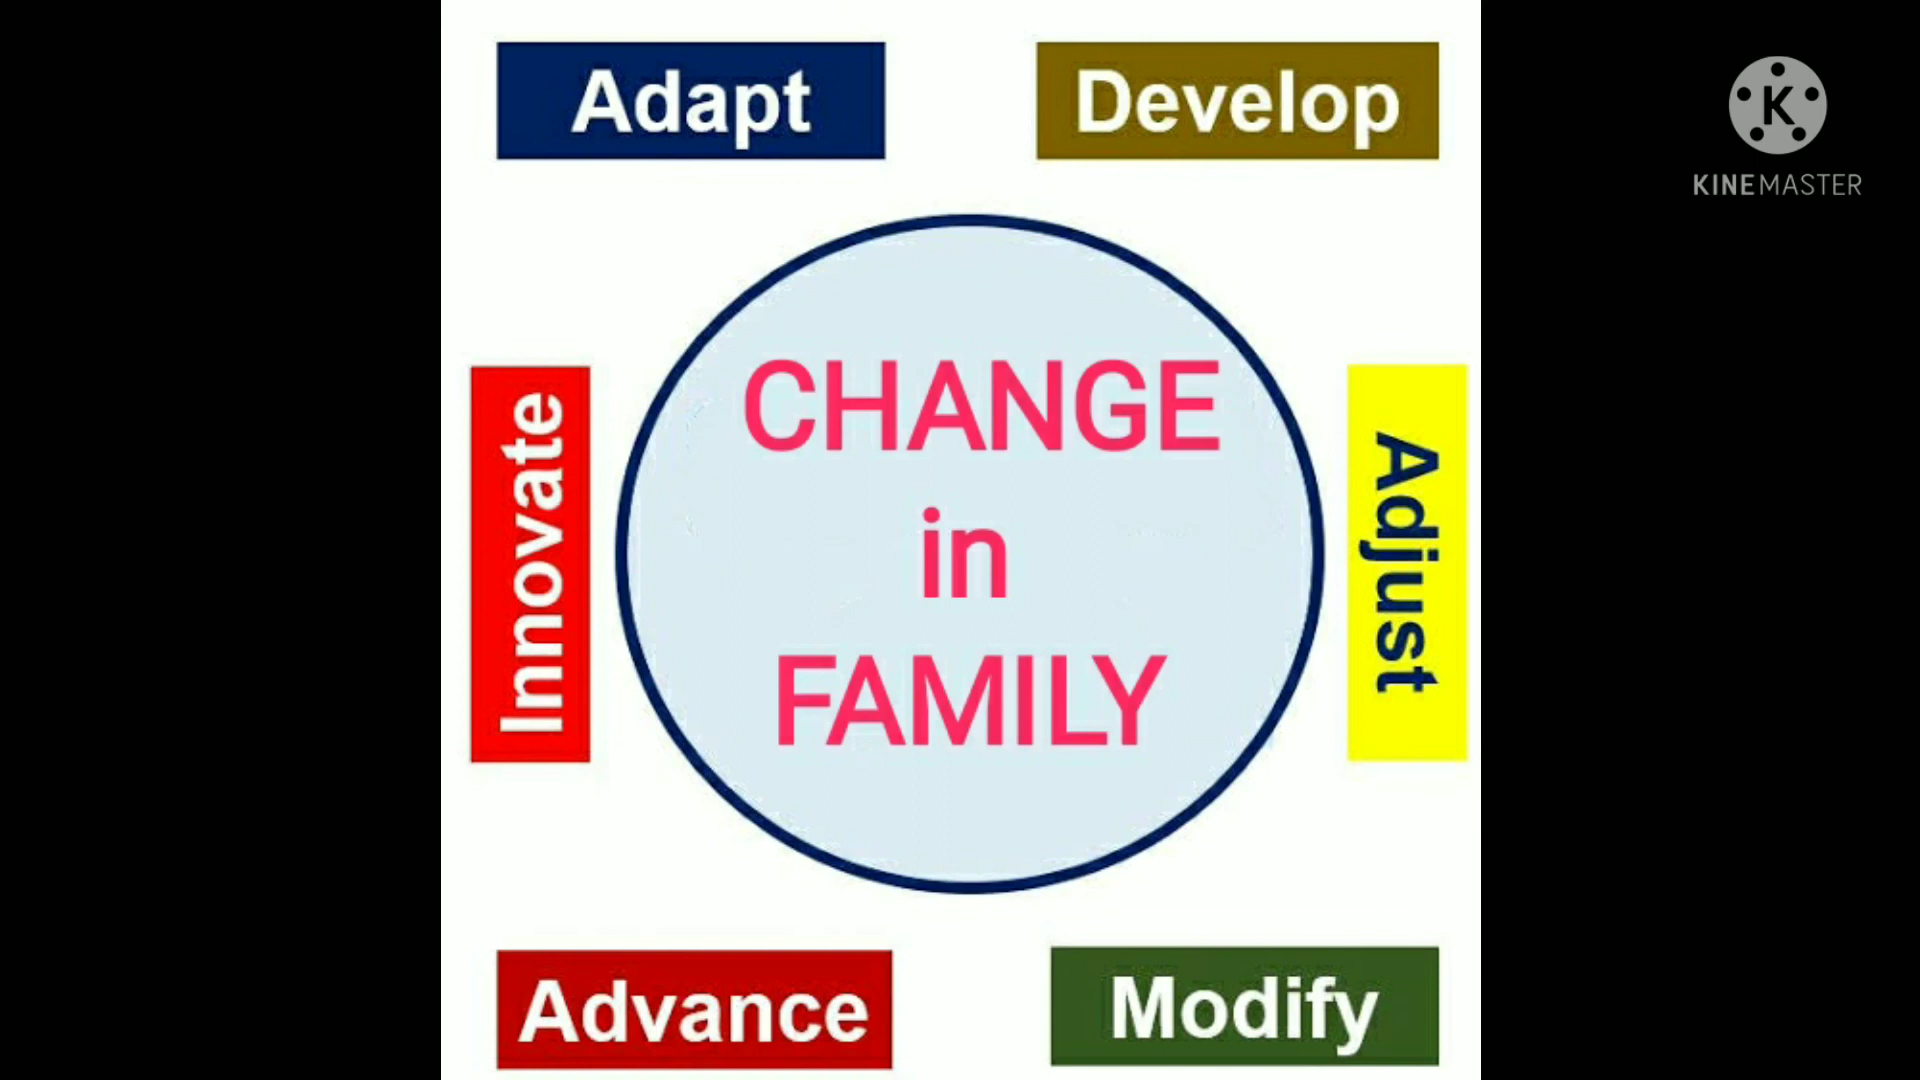 Adapt
Develop
K
KINEMASTER
Innovate
CHANGE
in
FAMILY
Adjust
Advance
Modify